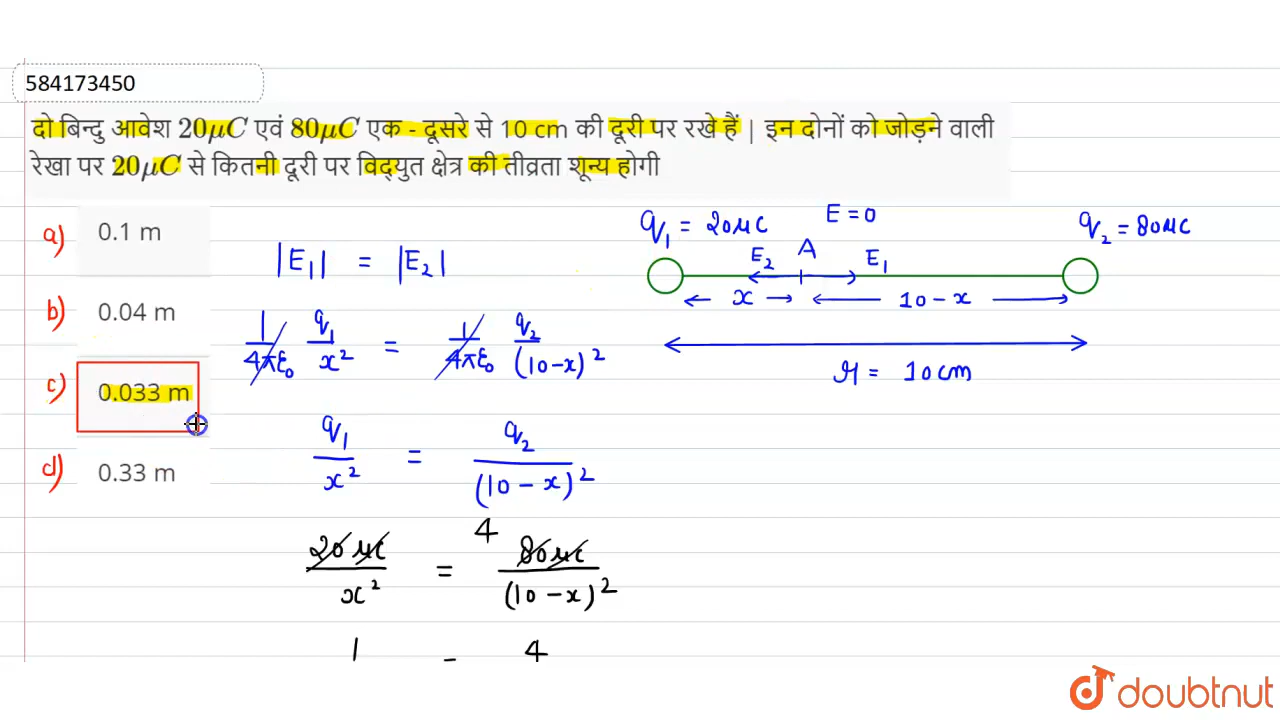 584173450
दो बिन्दु आवेश 20μC एवं 80μC एक - दूसरे से 10 cm की दूरी पर रखे हैं | इन दोनों को जोड़ने वाली
रेखा पर 20μC से कितनी दूरी पर विद्युत क्षेत्र की तीव्रता शून्य होगी
a) 0.1 m
b) 0.04 m
c) 0.033 m
d) 0.33 m
|E₁| = |E₂|
1/4πε₀ q₁/x² = 1/4πε₀ q₂/(10-x)²
q₁/x² = q₂/(10-x)²
20μC/x² = 4 80μC/(10-x)²
1 = 4
q₁ = 20μC
E = 0
q₂ = 80μC
E₂ A E₁
x
10-x
r = 10cm
doubtnut